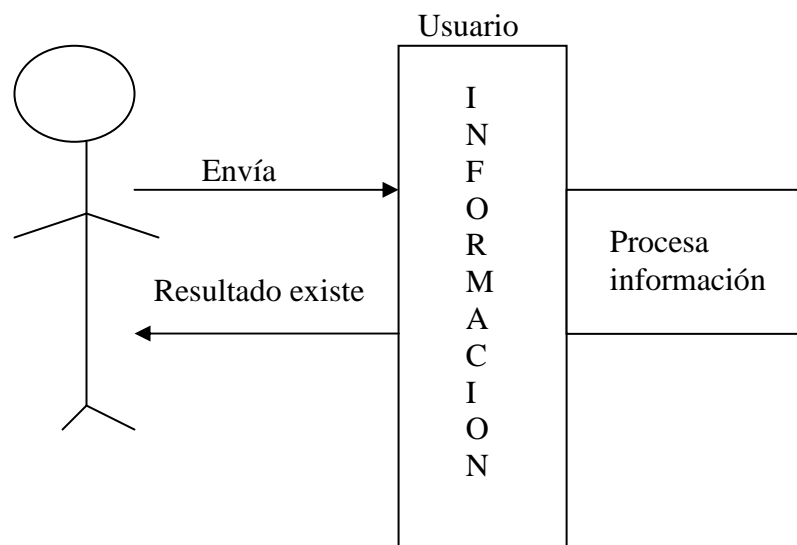 Usuario
Envía
Resultado existe
I
N
F
O
R
M
A
C
I
O
N
Procesa
información